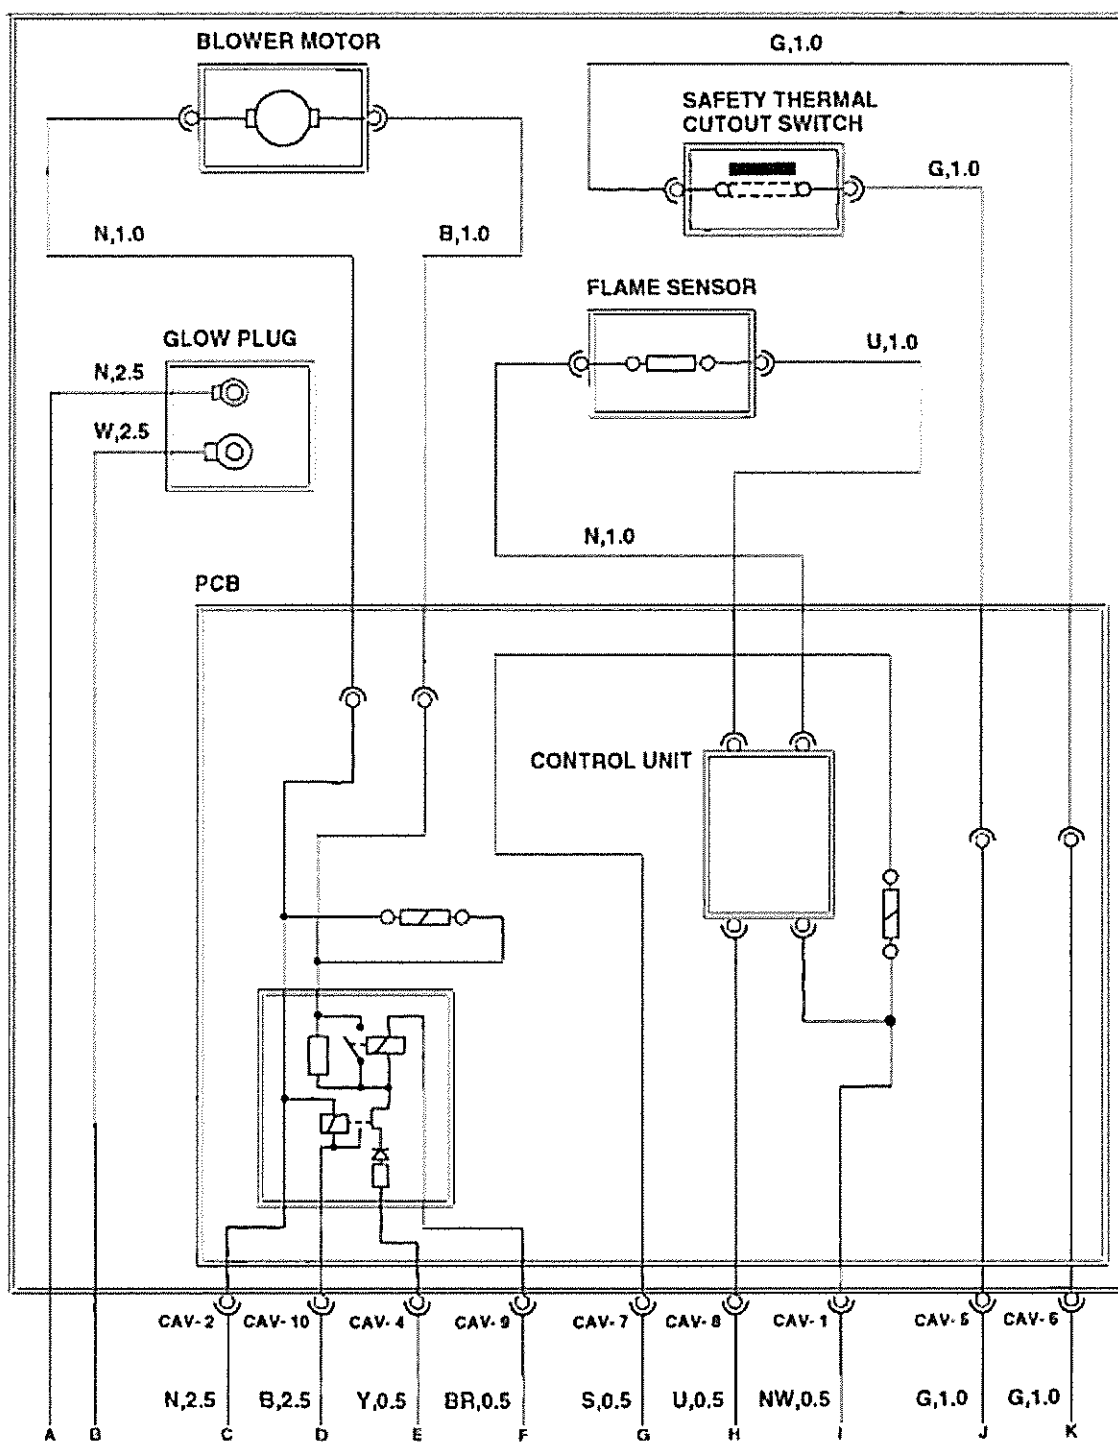 BLOWER MOTOR
G,1.0
SAFETY THERMAL
CUTOUT SWITCH
G,1.0
N,1.0
B,1.0
FLAME SENSOR
GLOW PLUG
U,1.0
N,2.5
W,2.5
N,1.0
PCB
CONTROL UNIT
CAV-2
CAV-10
CAV-4
CAV-9
CAV-7
CAV-8
CAV-1
CAV-5
CAV-6
N,2.5
B,2.5
Y,0.5
BR,0.5
S,0.5
U,0.5
NW,0.5
G,1.0
G,1.0
A
B
C
D
E
F
G
H
I
J
K